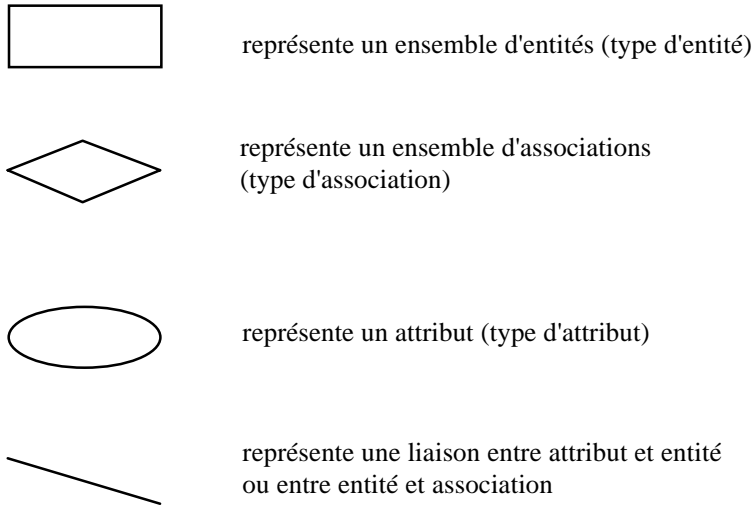 représente un ensemble d'entités (type d'entité)
représente un ensemble d'associations
(type d'association)
représente un attribut (type d'attribut)
représente une liaison entre attribut et entité
ou entre entité et association